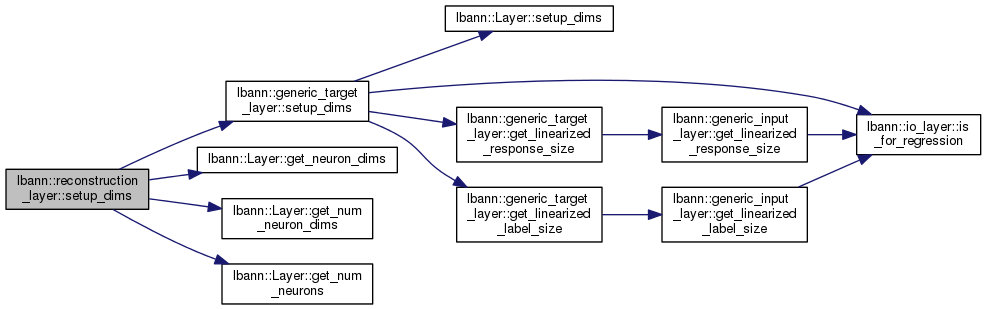 lbann::reconstruction
_layer::setup_dims
lbann::generic_target
_layer::setup_dims
lbann::Layer::get_neuron_dims
lbann::Layer::get_num
_neuron_dims
lbann::Layer::get_num
_neurons
lbann::Layer::setup_dims
lbann::generic_target
_layer::get_linearized
_response_size
lbann::generic_target
_layer::get_linearized
_label_size
lbann::generic_input
_layer::get_linearized
_response_size
lbann::generic_input
_layer::get_linearized
_label_size
lbann::io_layer::is
_for_regression